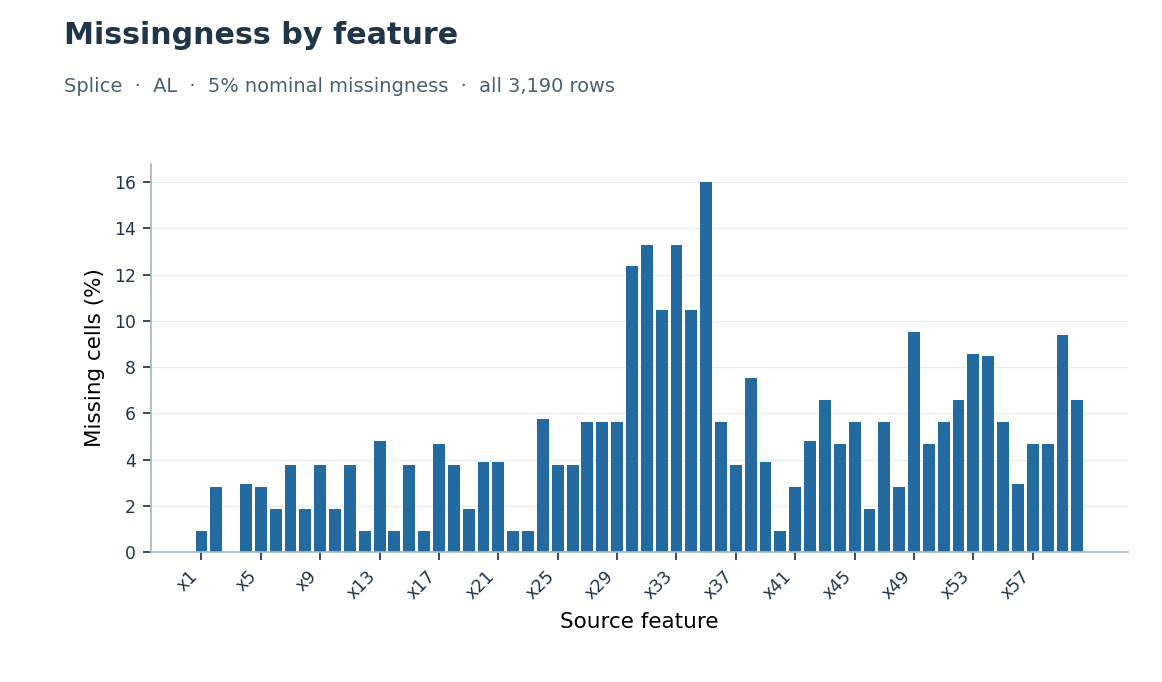 Missingness by feature
Splice · AL · 5% nominal missingness · all 3,190 rows
16
14
12
10
8
6
4
2
0
Missing cells (%)
x1 x5 x9 x13 x17 x21 x25 x29 x33 x37 x41 x45 x49 x53 x57
Source feature